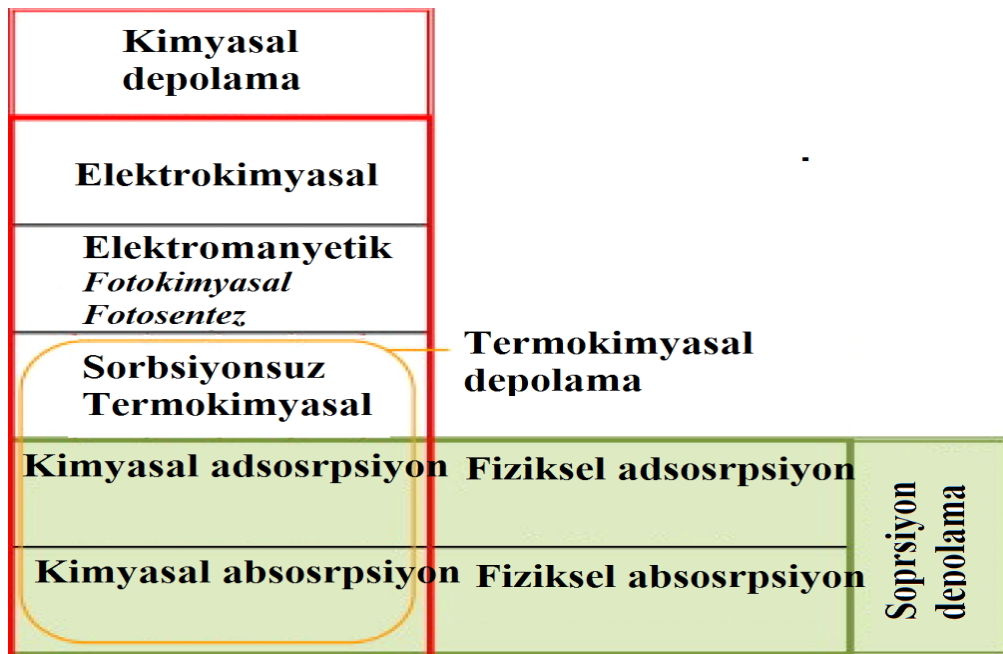 Kimyasal
depolama
Elektrokimyasal
Elektromanyetik
Fotokimyasal
Fotosentez
Sorbsiyonsuz
Termokimyasal
Termokimyasal
depolama
Kimyasal adsosrpsiyon
Fiziksel adsosrpsiyon
Kimyasal absosrpsiyon
Fiziksel absosrpsiyon
Soprsiyon
depolama